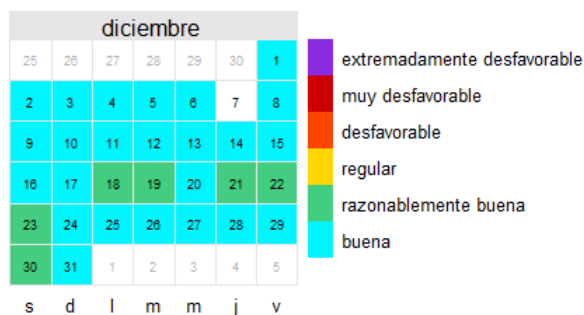 diciembre
25 26 27 28 29 30 1
2 3 4 5 6 7 8
9 10 11 12 13 14 15
16 17 18 19 20 21 22
23 24 25 26 27 28 29
30 31 1 2 3 4 5
s d l m m j v
extremadamente desfavorable
muy desfavorable
desfavorable
regular
razonablemente buena
buena